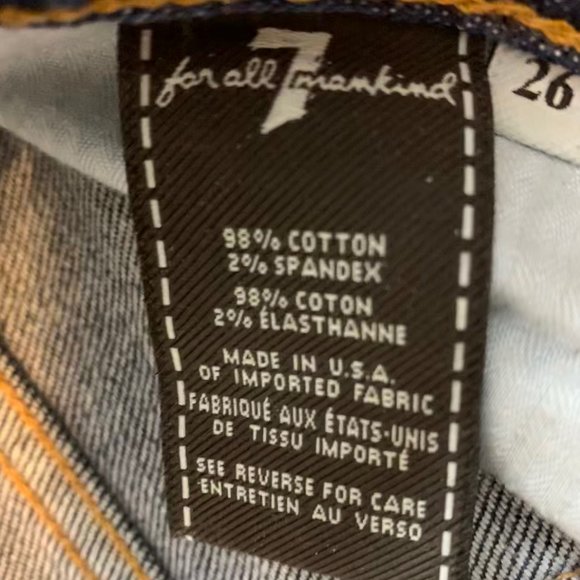 7
for all mankind
26
98% COTTON
2% SPANDEX
98% COTON
2% ÉLASTHANNE
MADE IN U.S.A.
OF IMPORTED FABRIC
FABRIQUÉ AUX ÉTATS-UNIS
DE TISSU IMPORTÉ
SEE REVERSE FOR CARE
ENTRETIEN AU VERSO